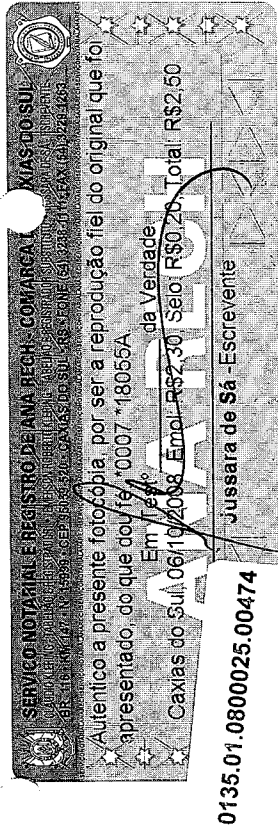 SERVIÇO NOTARIAL E REGISTRO DE ANA RECH - COMARCA CAXIAS DO SUL
Autentico a presente fotocópia, por ser a reprodução fiel do original que foi
apresentado, do que dou fé. *0007 *18055A
Em Test° da Verdade
Caxias do Sul, 06/10/2008 Emol: R$2,30 Selo: R$0,20, Total: R$2,50
ANA RECH
Jussara de Sá - Escrevente
0135.01.0800025.00474